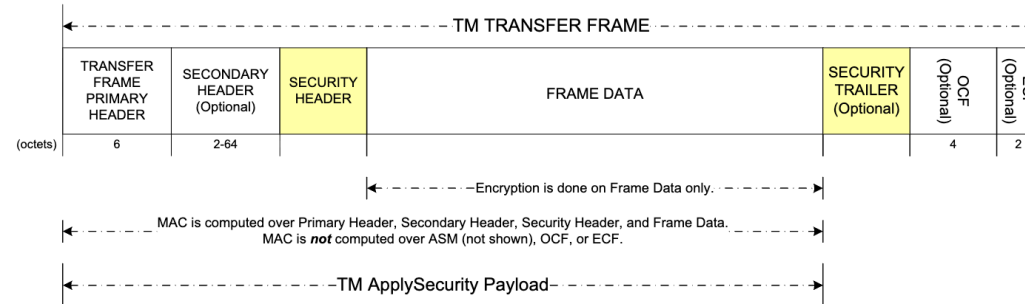 TM TRANSFER FRAME
TRANSFER
FRAME
PRIMARY
HEADER
SECONDARY
HEADER
(Optional)
SECURITY
HEADER
FRAME DATA
SECURITY
TRAILER
(Optional)
OCF
(Optional)
(Optional)
(octets)
6
2-64
4
2
Encryption is done on Frame Data only.
MAC is computed over Primary Header, Secondary Header, Security Header, and Frame Data.
MAC is not computed over ASM (not shown), OCF, or ECF.
TM ApplySecurity Payload